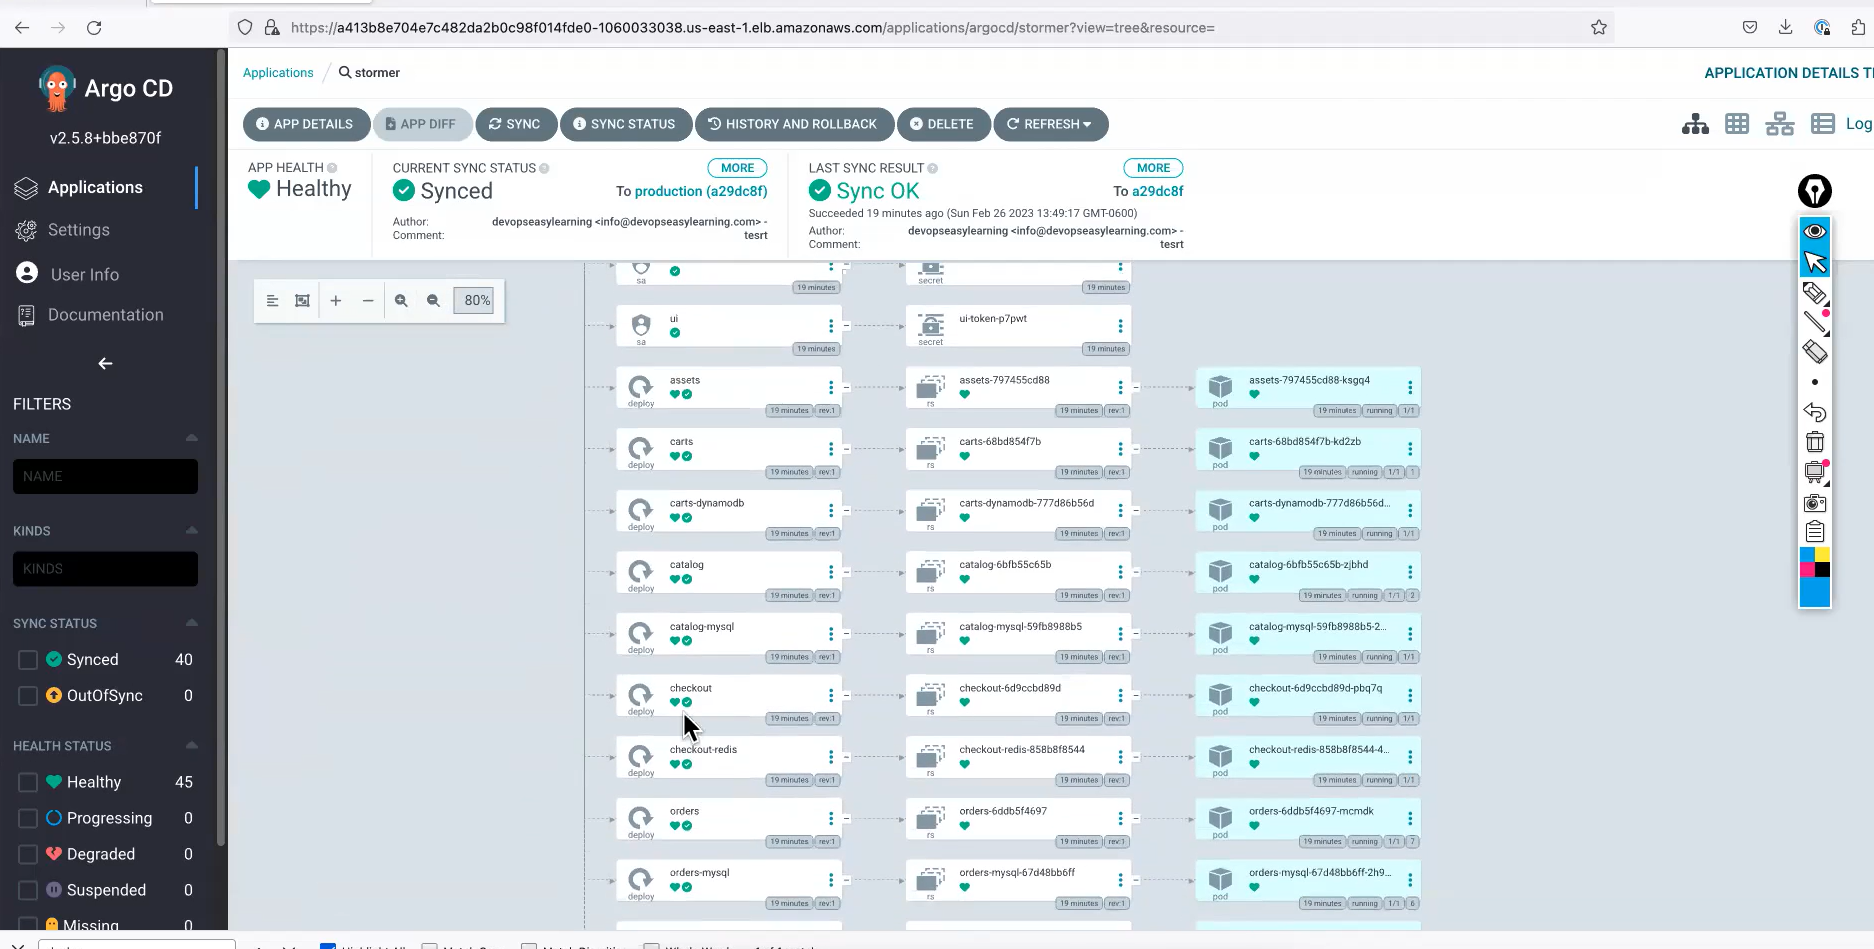 https://a413b8e704e7c482da2b0c98f014fde0-1060033038.us-east-1.elb.amazonaws.com/applications/argocd/stormer?view=tree&resource=
Argo CD
v2.5.8+bbe870f
Applications
Settings
User Info
Documentation
FILTERS
NAME
NAME
KINDS
KINDS
SYNC STATUS
Synced 40
OutOfSync 0
HEALTH STATUS
Healthy 45
Progressing 0
Degraded 0
Suspended 0
Missing
Applications / stormer
APPLICATION DETAILS
APP DETAILS APP DIFF SYNC SYNC STATUS HISTORY AND ROLLBACK DELETE REFRESH
Log
APP HEALTH
Healthy
CURRENT SYNC STATUS MORE
Synced To production (a29dc8f)
Author: devopseasylearning <info@devopseasylearning.com> -
Comment: tesrt
LAST SYNC RESULT MORE
Sync OK To a29dc8f
Succeeded 19 minutes ago (Sun Feb 26 2023 13:49:17 GMT-0600)
Author: devopseasylearning <info@devopseasylearning.com> -
Comment: tesrt
80%
sa 19 minutes secret 19 minutes
ui ui-token-p7pwt
sa 19 minutes secret 19 minutes
assets assets-797455cd88 assets-797455cd88-ksgq4
deploy 19 minutes rev:1 rs 19 minutes rev:1 pod 19 minutes running 1/1
carts carts-68bd854f7b carts-68bd854f7b-kd2zb
deploy 19 minutes rev:1 rs 19 minutes rev:1 pod 19 minutes running 1/1 1
carts-dynamodb carts-dynamodb-777d86b56d carts-dynamodb-777d86b56d...
deploy 19 minutes rev:1 rs 19 minutes rev:1 pod 19 minutes running 1/1
catalog catalog-6bfb55c65b catalog-6bfb55c65b-zjbhd
deploy 19 minutes rev:1 rs 19 minutes rev:1 pod 19 minutes running 1/1 2
catalog-mysql catalog-mysql-59fb8988b5 catalog-mysql-59fb8988b5-2...
deploy 19 minutes rev:1 rs 19 minutes rev:1 pod 19 minutes running 1/1
checkout checkout-6d9ccbd89d checkout-6d9ccbd89d-pbq7q
deploy 19 minutes rev:1 rs 19 minutes rev:1 pod 19 minutes running 1/1
checkout-redis checkout-redis-858b8f8544 checkout-redis-858b8f8544-4...
deploy 19 minutes rev:1 rs 19 minutes rev:1 pod 19 minutes running 1/1
orders orders-6ddb5f4697 orders-6ddb5f4697-mcmdk
deploy 19 minutes rev:1 rs 19 minutes rev:1 pod 19 minutes running 1/1 7
orders-mysql orders-mysql-67d48bb6ff orders-mysql-67d48bb6ff-2h9...
deploy 19 minutes rev:1 rs 19 minutes rev:1 pod 19 minutes running 1/1 6